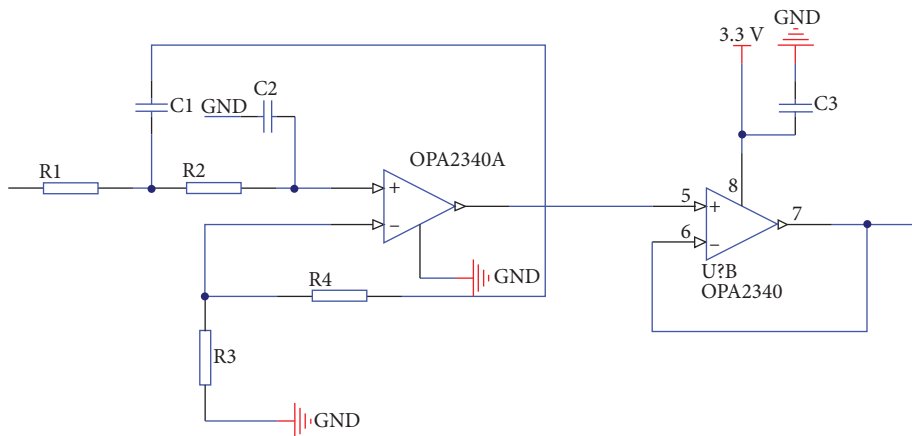 GND
3.3 V
C1
C2
GND
C3
R1
R2
OPA2340A
+
−
8
5
+
7
6
−
GND
U?B
OPA2340
R4
R3
GND